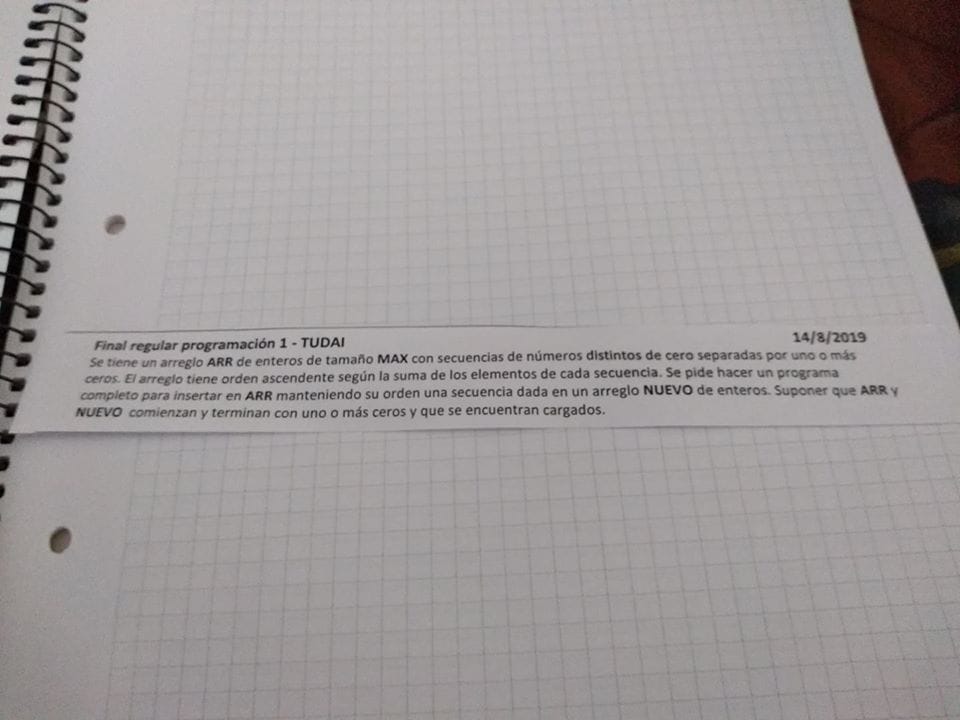 Final regular programación 1 - TUDAI 14/8/2019
Se tiene un arreglo ARR de enteros de tamaño MAX con secuencias de números distintos de cero separadas por uno o más
ceros. El arreglo tiene orden ascendente según la suma de los elementos de cada secuencia. Se pide hacer un programa
completo para insertar en ARR manteniendo su orden una secuencia dada en un arreglo NUEVO de enteros. Suponer que ARR y
NUEVO comienzan y terminan con uno o más ceros y que se encuentran cargados.